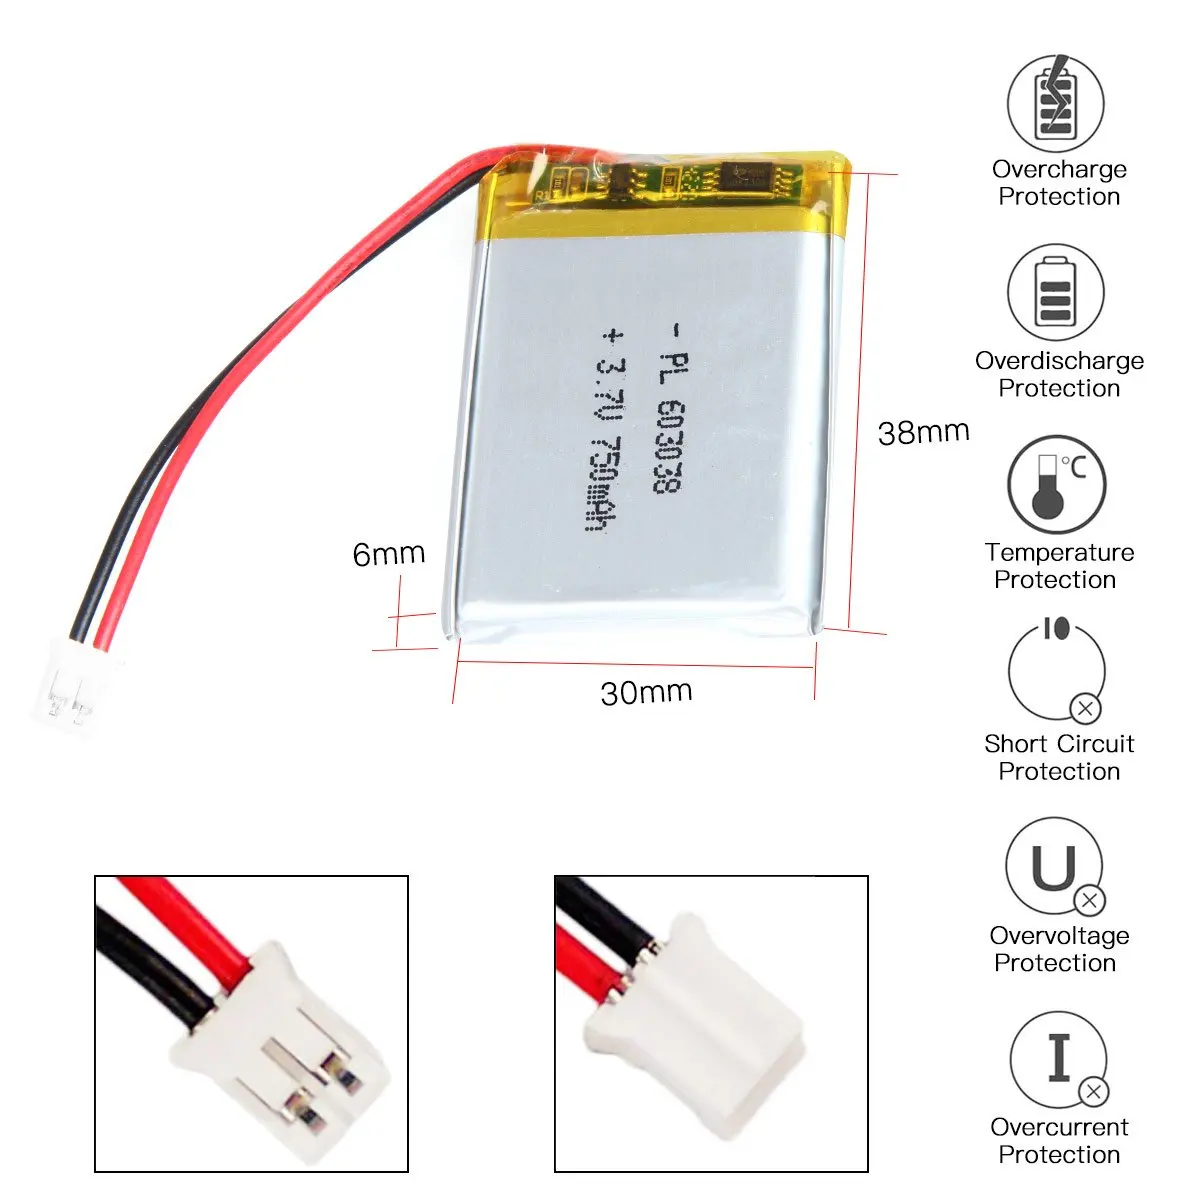 - PL 603038
+ 3.7V 750mAh
38mm
6mm
30mm
Overcharge
Protection
Overdischarge
Protection
°C
Temperature
Protection
Short Circuit
Protection
U
Overvoltage
Protection
I
Overcurrent
Protection